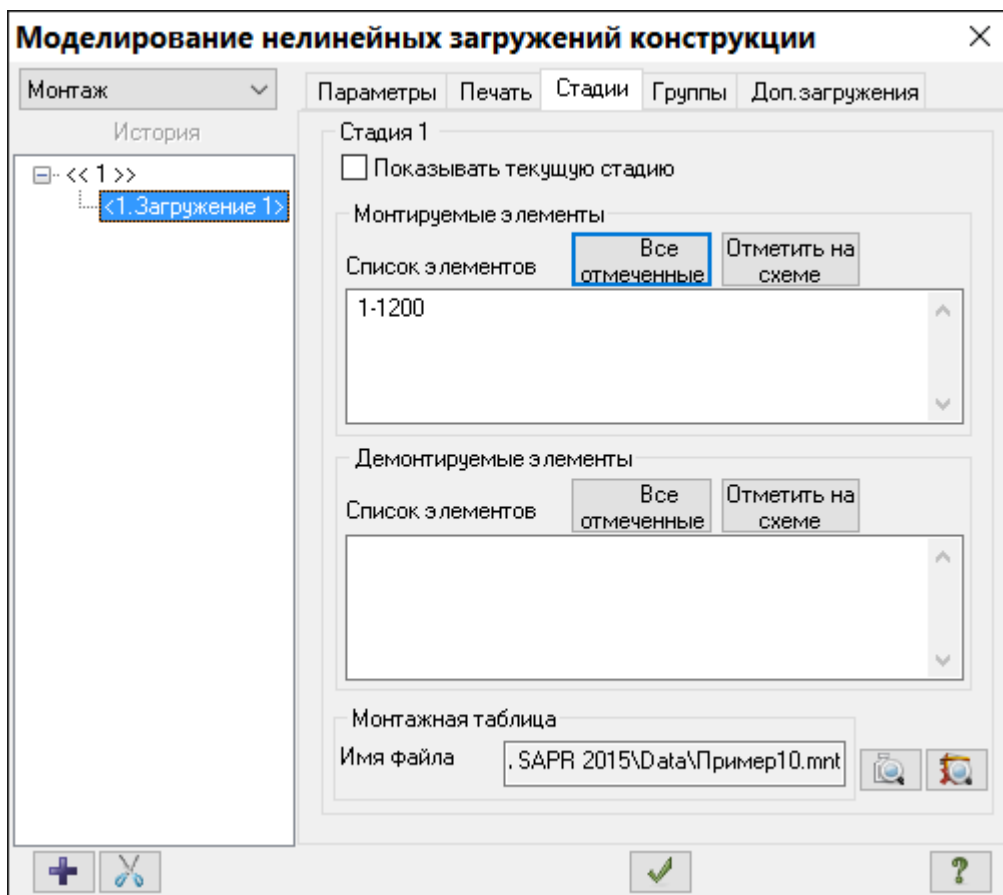 Моделирование нелинейных загружений конструкции
Монтаж
История
<< 1 >>
<1.Загружение 1>
Параметры
Печать
Стадии
Группы
Доп.загружения
Стадия 1
Показывать текущую стадию
Монтируемые элементы
Список элементов
Все отмеченные
Отметить на схеме
1-1200
Демонтируемые элементы
Список элементов
Все отмеченные
Отметить на схеме
Монтажная таблица
Имя файла
. SAPR 2015\Data\Пример10.mnt
?